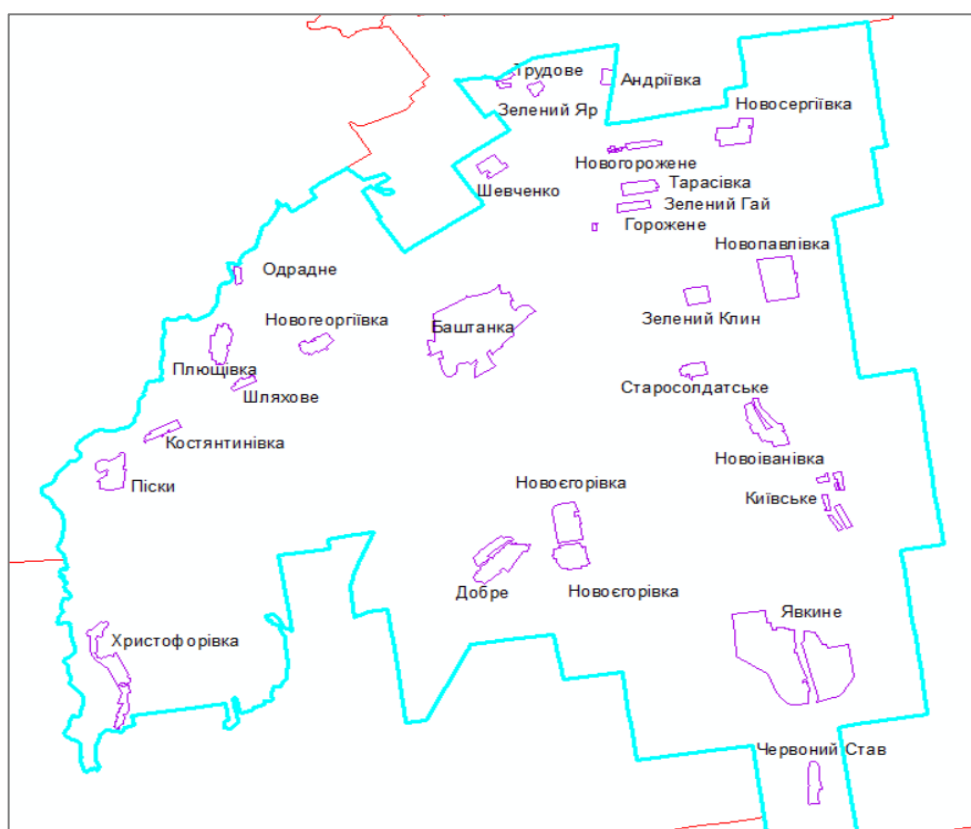 Трудове
Андріївка
Зелений Яр
Новосергіївка
Новогорожене
Шевченко
Тарасівка
Зелений Гай
Горожене
Новопавлівка
Одрадне
Новогеоргіївка
Баштанка
Зелений Клин
Плющівка
Шляхове
Старосолдатське
Костянтинівка
Новоіванівка
Піски
Новоєгорівка
Київське
Добре
Новоєгорівка
Явкине
Христофорівка
Червоний Став